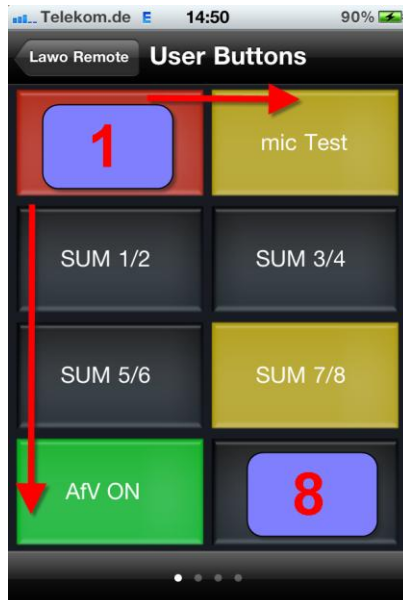 Telekom.de E 14:50 90%
Lawo Remote User Buttons
1 mic Test
SUM 1/2 SUM 3/4
SUM 5/6 SUM 7/8
AfV ON 8